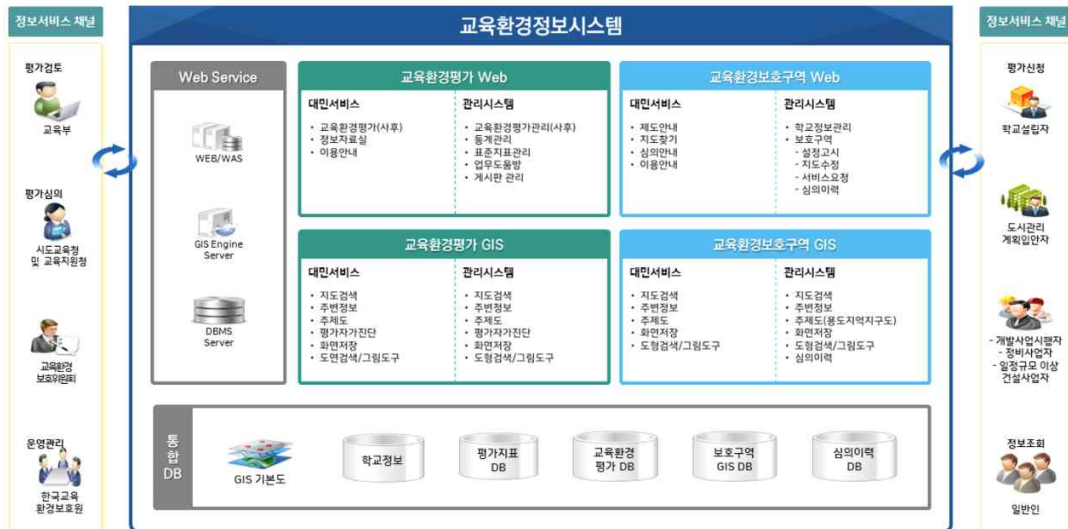 정보서비스 채널
평가검토
교육부
평가심의
시도교육청
및 교육지원청
교육환경
보호위원회
운영관리
한국교육
환경보호원
교육환경정보시스템
Web Service
WEB/WAS
GIS Engine
Server
DBMS
Server
교육환경평가 Web
대민서비스
• 교육환경평가(사후)
• 정보자료실
• 이용안내
관리시스템
• 교육환경평가관리(사후)
• 통계관리
• 표준지표관리
• 업무도움방
• 게시판 관리
교육환경보호구역 Web
대민서비스
• 제도안내
• 지도찾기
• 심의안내
• 이용안내
관리시스템
• 학교정보관리
• 보호구역
- 설정고시
- 지도수정
- 서비스요청
- 심의이력
교육환경평가 GIS
대민서비스
• 지도검색
• 주변정보
• 주제도
• 평가자가진단
• 화면저장
• 도면검색/그림도구
관리시스템
• 지도검색
• 주변정보
• 주제도
• 평가자가진단
• 화면저장
• 도형검색/그림도구
교육환경보호구역 GIS
대민서비스
• 지도검색
• 주변정보
• 주제도
• 화면저장
• 도형검색/그림도구
관리시스템
• 지도검색
• 주변정보
• 주제도(용도지역지구도)
• 화면저장
• 도형검색/그림도구
• 심의이력
통합 DB
GIS 기본도
학교정보
평가지표
DB
교육환경
평가 DB
보호구역
GIS DB
심의이력
DB
정보서비스 채널
평가신청
학교설립자
도시관리
계획입안자
- 개발사업시행자
- 정비사업자
- 일정규모 이상
건설사업자
정보조회
일반인